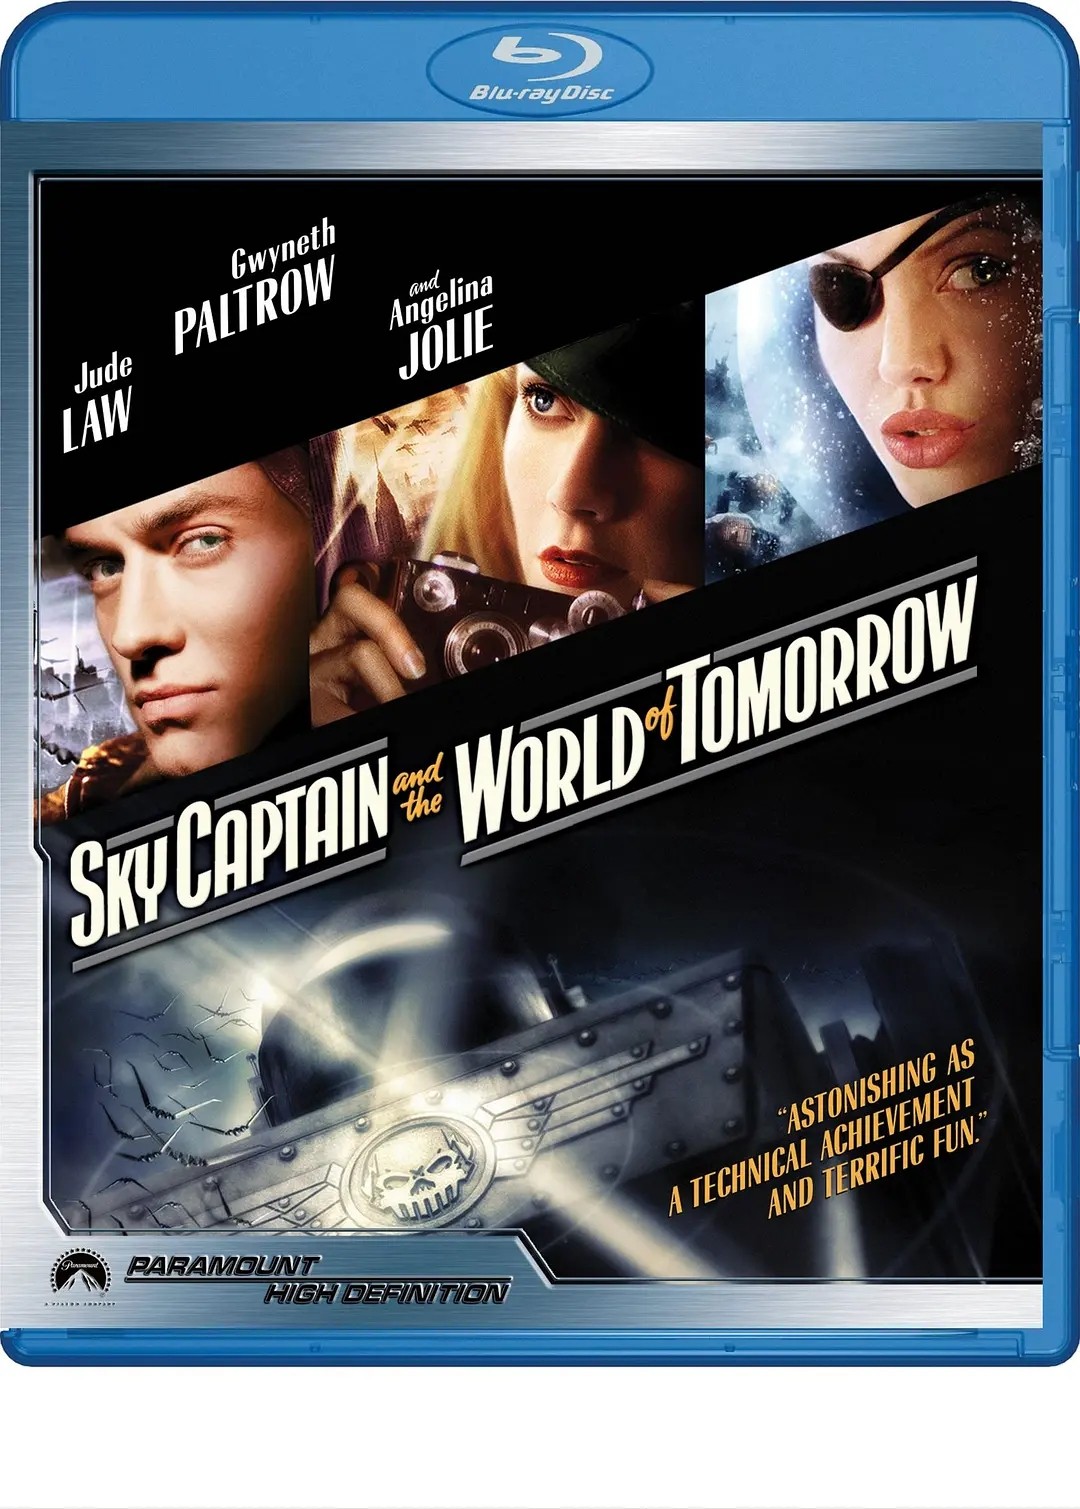 Blu-ray Disc
Gwyneth
PALTROW
and
Angelina
JOLIE
Jude
LAW
SKY CAPTAIN and the WORLD of TOMORROW
"ASTONISHING AS
A TECHNICAL ACHIEVEMENT
AND TERRIFIC FUN."
Paramount
PARAMOUNT
HIGH DEFINITION